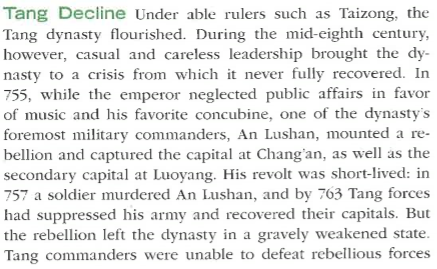 Tang Decline Under able rulers such as Taizong, the
Tang dynasty flourished. During the mid-eighth century,
however, casual and careless leadership brought the dy-
nasty to a crisis from which it never fully recovered. In
755, while the emperor neglected public affairs in favor
of music and his favorite concubine, one of the dynasty's
foremost military commanders, An Lushan, mounted a re-
bellion and captured the capital at Chang'an, as well as the
secondary capital at Luoyang. His revolt was short-lived: in
757 a soldier murdered An Lushan, and by 763 Tang forces
had suppressed his army and recovered their capitals. But
the rebellion left the dynasty in a gravely weakened state.
Tang commanders were unable to defeat rebellious forces